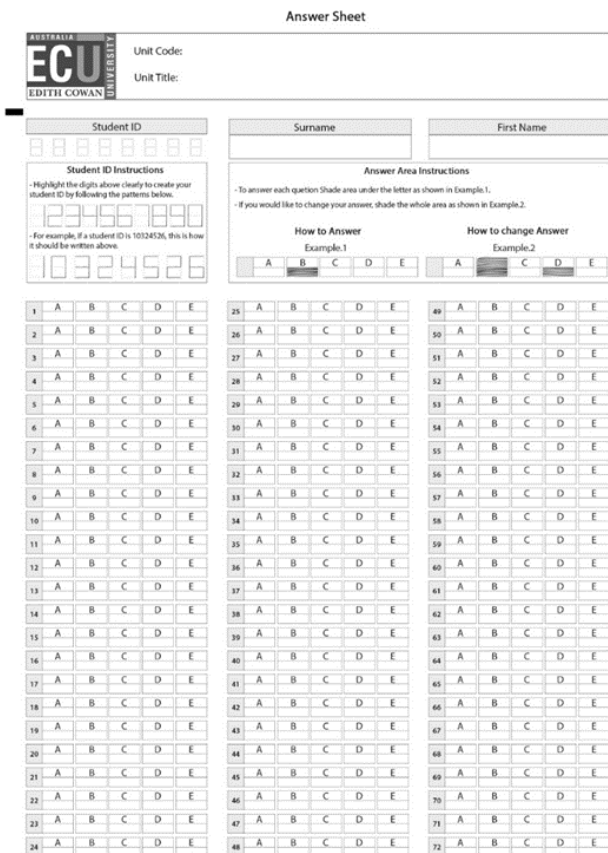 Answer Sheet
AUSTRALIA
ECU
EDITH COWAN
UNIVERSITY
Unit Code:
Unit Title:
Student ID
Surname
First Name
Student ID Instructions
- Highlight the digits above clearly to create your
student ID by following the patterns below.
1234567890
- For example, if a student ID is 10324526, this is how
it should be written above.
10324526
Answer Area Instructions
- To answer each quetion Shade area under the letter as shown in Example.1.
- If you would like to change your answer, shade the whole area as shown in Example.2.
How to Answer
Example.1
A B C D E
How to change Answer
Example.2
A C D E
1 A B C D E
2 A B C D E
3 A B C D E
4 A B C D E
5 A B C D E
6 A B C D E
7 A B C D E
8 A B C D E
9 A B C D E
10 A B C D E
11 A B C D E
12 A B C D E
13 A B C D E
14 A B C D E
15 A B C D E
16 A B C D E
17 A B C D E
18 A B C D E
19 A B C D E
20 A B C D E
21 A B C D E
22 A B C D E
23 A B C D E
24 A B C D E
25 A B C D E
26 A B C D E
27 A B C D E
28 A B C D E
29 A B C D E
30 A B C D E
31 A B C D E
32 A B C D E
33 A B C D E
34 A B C D E
35 A B C D E
36 A B C D E
37 A B C D E
38 A B C D E
39 A B C D E
40 A B C D E
41 A B C D E
42 A B C D E
43 A B C D E
44 A B C D E
45 A B C D E
46 A B C D E
47 A B C D E
48 A B C D E
49 A B C D E
50 A B C D E
51 A B C D E
52 A B C D E
53 A B C D E
54 A B C D E
55 A B C D E
56 A B C D E
57 A B C D E
58 A B C D E
59 A B C D E
60 A B C D E
61 A B C D E
62 A B C D E
63 A B C D E
64 A B C D E
65 A B C D E
66 A B C D E
67 A B C D E
68 A B C D E
69 A B C D E
70 A B C D E
71 A B C D E
72 A B C D E